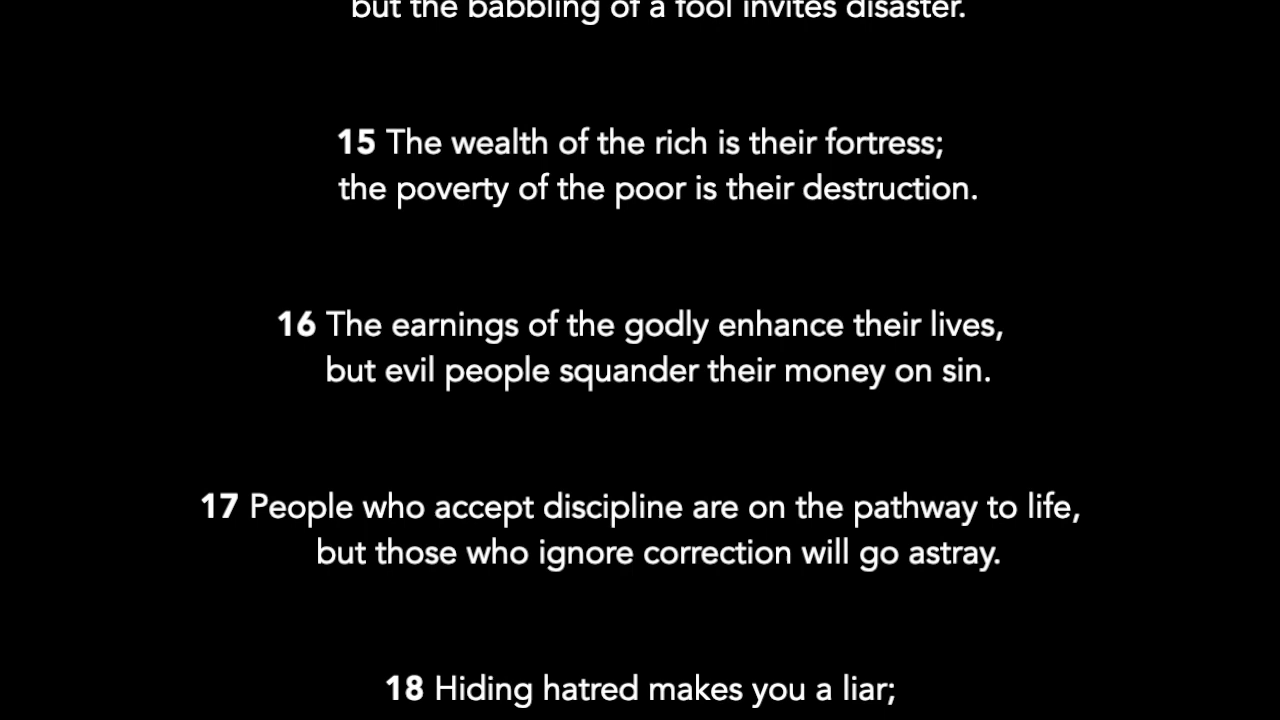 but the babbling of a fool invites disaster.
15 The wealth of the rich is their fortress;
the poverty of the poor is their destruction.
16 The earnings of the godly enhance their lives,
but evil people squander their money on sin.
17 People who accept discipline are on the pathway to life,
but those who ignore correction will go astray.
18 Hiding hatred makes you a liar;